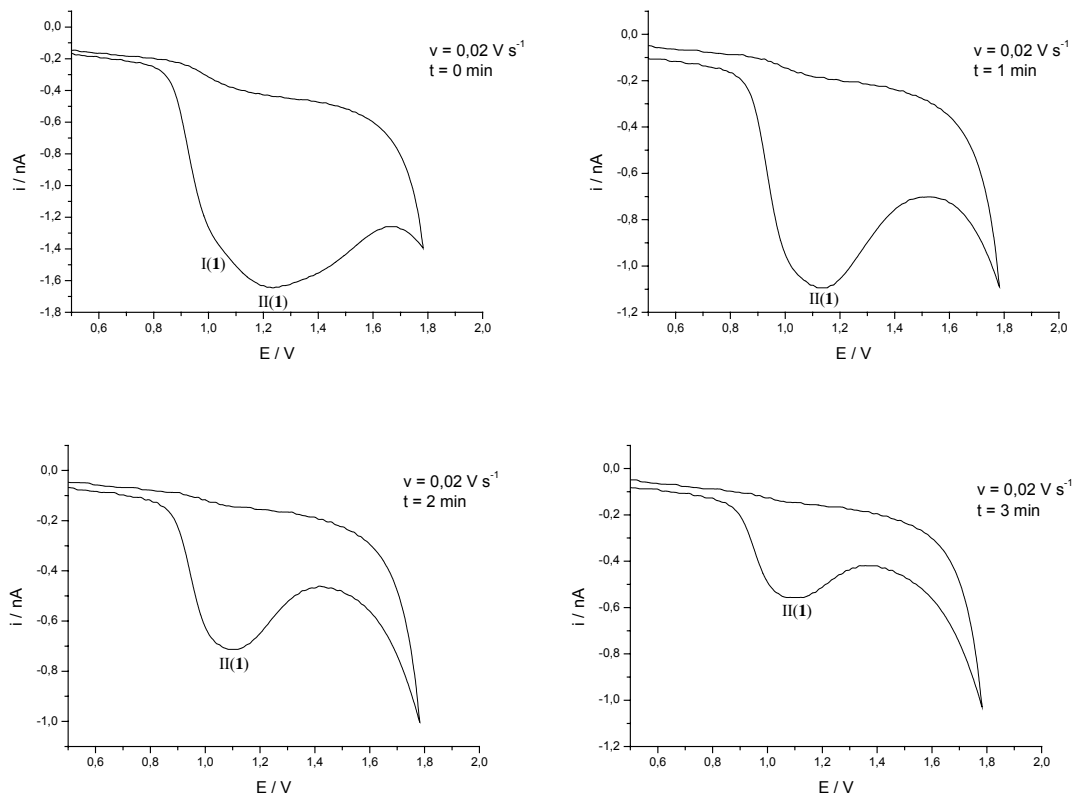 0,0
-0,2
-0,4
-0,6
-0,8
-1,0
-1,2
-1,4
-1,6
-1,8
i / nA
v = 0,02 V s⁻¹
t = 0 min
I(1)
II(1)
0,6 0,8 1,0 1,2 1,4 1,6 1,8 2,0
E / V
0,0
-0,2
-0,4
-0,6
-0,8
-1,0
-1,2
i / nA
v = 0,02 V s⁻¹
t = 1 min
II(1)
0,6 0,8 1,0 1,2 1,4 1,6 1,8 2,0
E / V
0,0
-0,2
-0,4
-0,6
-0,8
-1,0
i / nA
v = 0,02 V s⁻¹
t = 2 min
II(1)
0,6 0,8 1,0 1,2 1,4 1,6 1,8 2,0
E / V
0,0
-0,2
-0,4
-0,6
-0,8
-1,0
-1,2
i / nA
v = 0,02 V s⁻¹
t = 3 min
II(1)
0,6 0,8 1,0 1,2 1,4 1,6 1,8 2,0
E / V